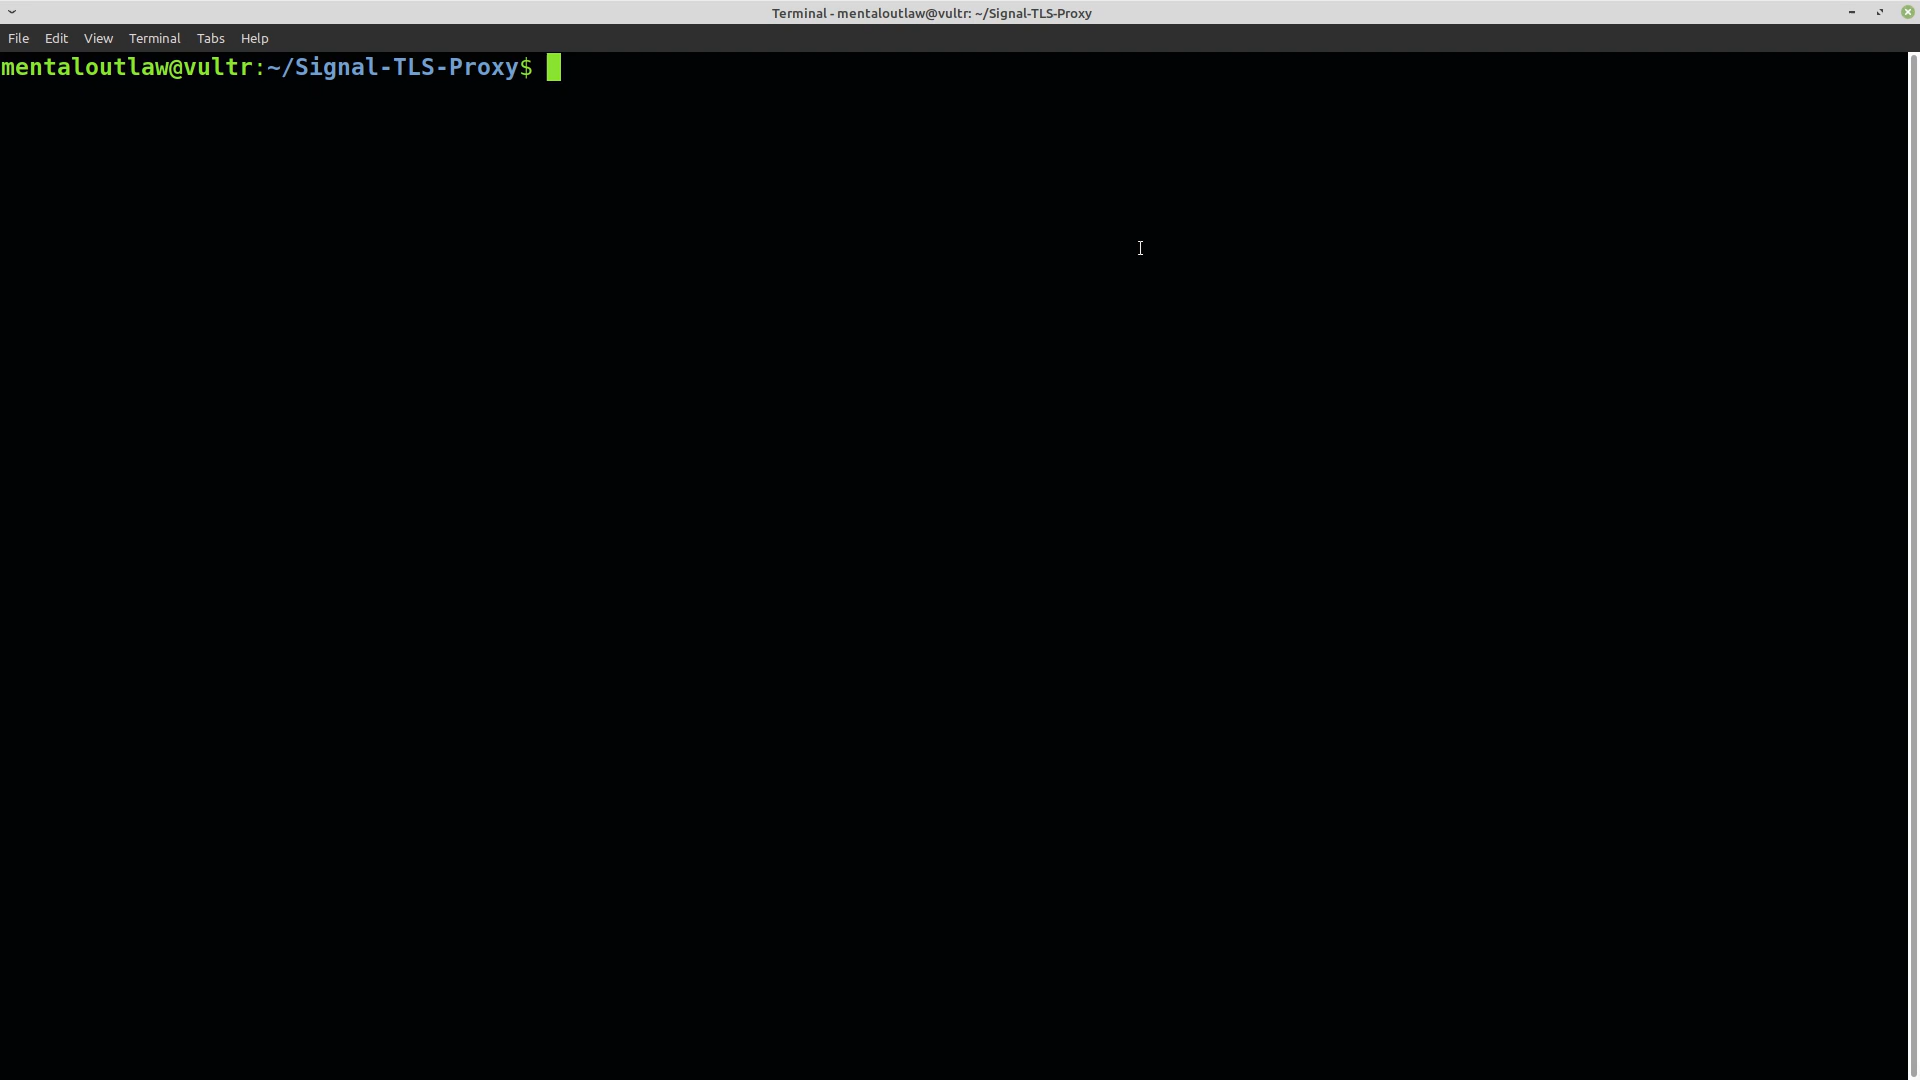 Terminal - mentaloutlaw@vultr: ~/Signal-TLS-Proxy
File Edit View Terminal Tabs Help
mentaloutlaw@vultr:~/Signal-TLS-Proxy$